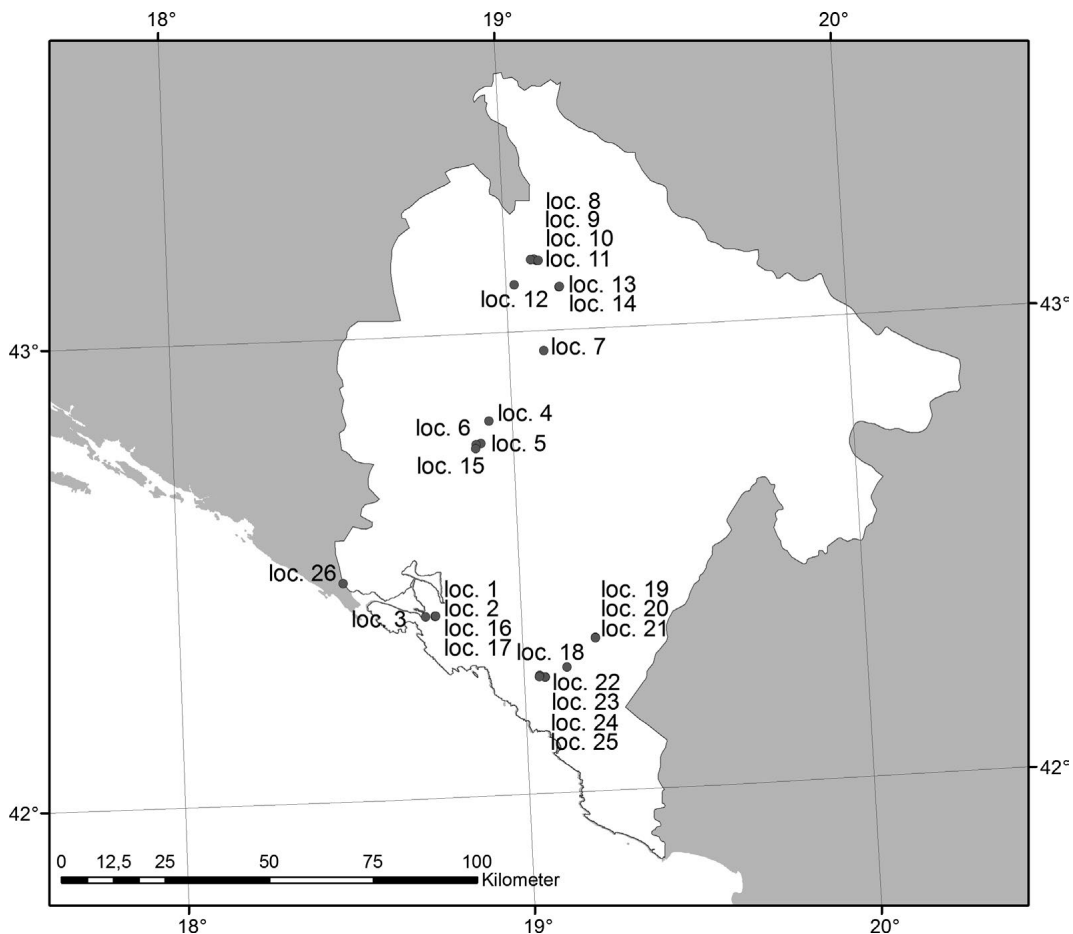 18°
19°
20°
loc. 8
loc. 9
loc. 10
loc. 11
loc. 12
loc. 13
loc. 14
43°
43°
loc. 7
loc. 4
loc. 6
loc. 5
loc. 15
loc. 26
loc. 1
loc. 2
loc. 3
loc. 16
loc. 17
loc. 19
loc. 20
loc. 21
loc. 18
loc. 22
loc. 23
loc. 24
loc. 25
42°
42°
0 12,5 25 50 75 100
Kilometer
18°
19°
20°